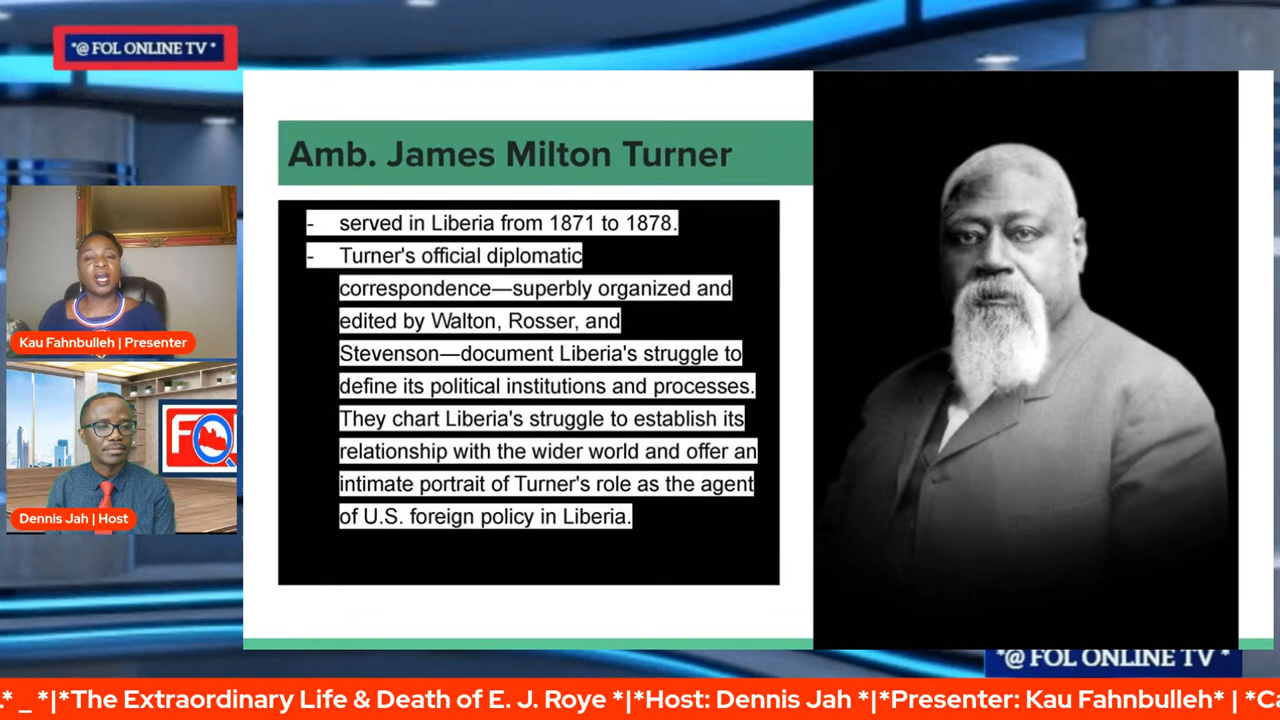 *@ FOL ONLINE TV *
Amb. James Milton Turner
- served in Liberia from 1871 to 1878.
- Turner's official diplomatic
correspondence—superbly organized and
edited by Walton, Rosser, and
Stevenson—document Liberia's struggle to
define its political institutions and processes.
They chart Liberia's struggle to establish its
relationship with the wider world and offer an
intimate portrait of Turner's role as the agent
of U.S. foreign policy in Liberia.
Kau Fahnbulleh | Presenter
FO
Dennis Jah | Host
*@ FOL ONLINE TV *
* _ *|*The Extraordinary Life & Death of E. J. Roye *|*Host: Dennis Jah *|*Presenter: Kau Fahnbulleh* | *